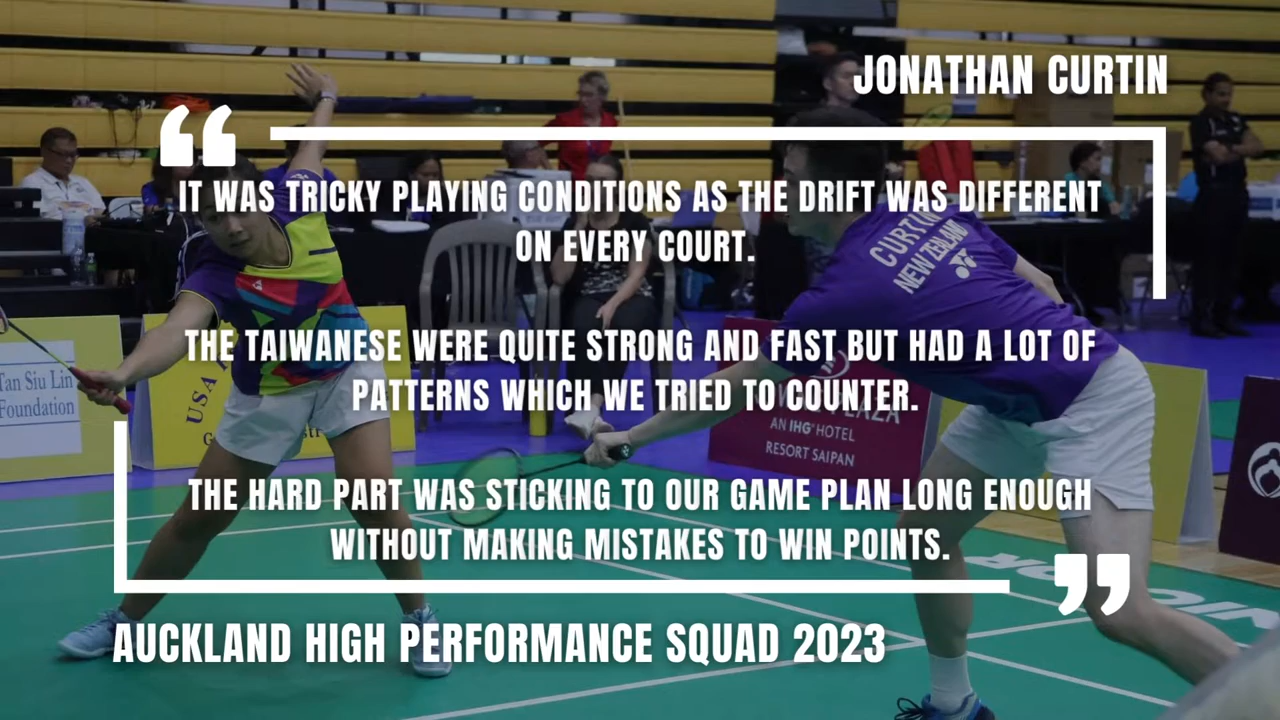 JONATHAN CURTIN
IT WAS TRICKY PLAYING CONDITIONS AS THE DRIFT WAS DIFFERENT
ON EVERY COURT.
THE TAIWANESE WERE QUITE STRONG AND FAST BUT HAD A LOT OF
PATTERNS WHICH WE TRIED TO COUNTER.
THE HARD PART WAS STICKING TO OUR GAME PLAN LONG ENOUGH
WITHOUT MAKING MISTAKES TO WIN POINTS.
AUCKLAND HIGH PERFORMANCE SQUAD 2023
CURTIN
NEW ZEALAND
Tan Siu Lin
Foundation
USA
PLAZA
AN IHG® HOTEL
RESORT SAIPAN